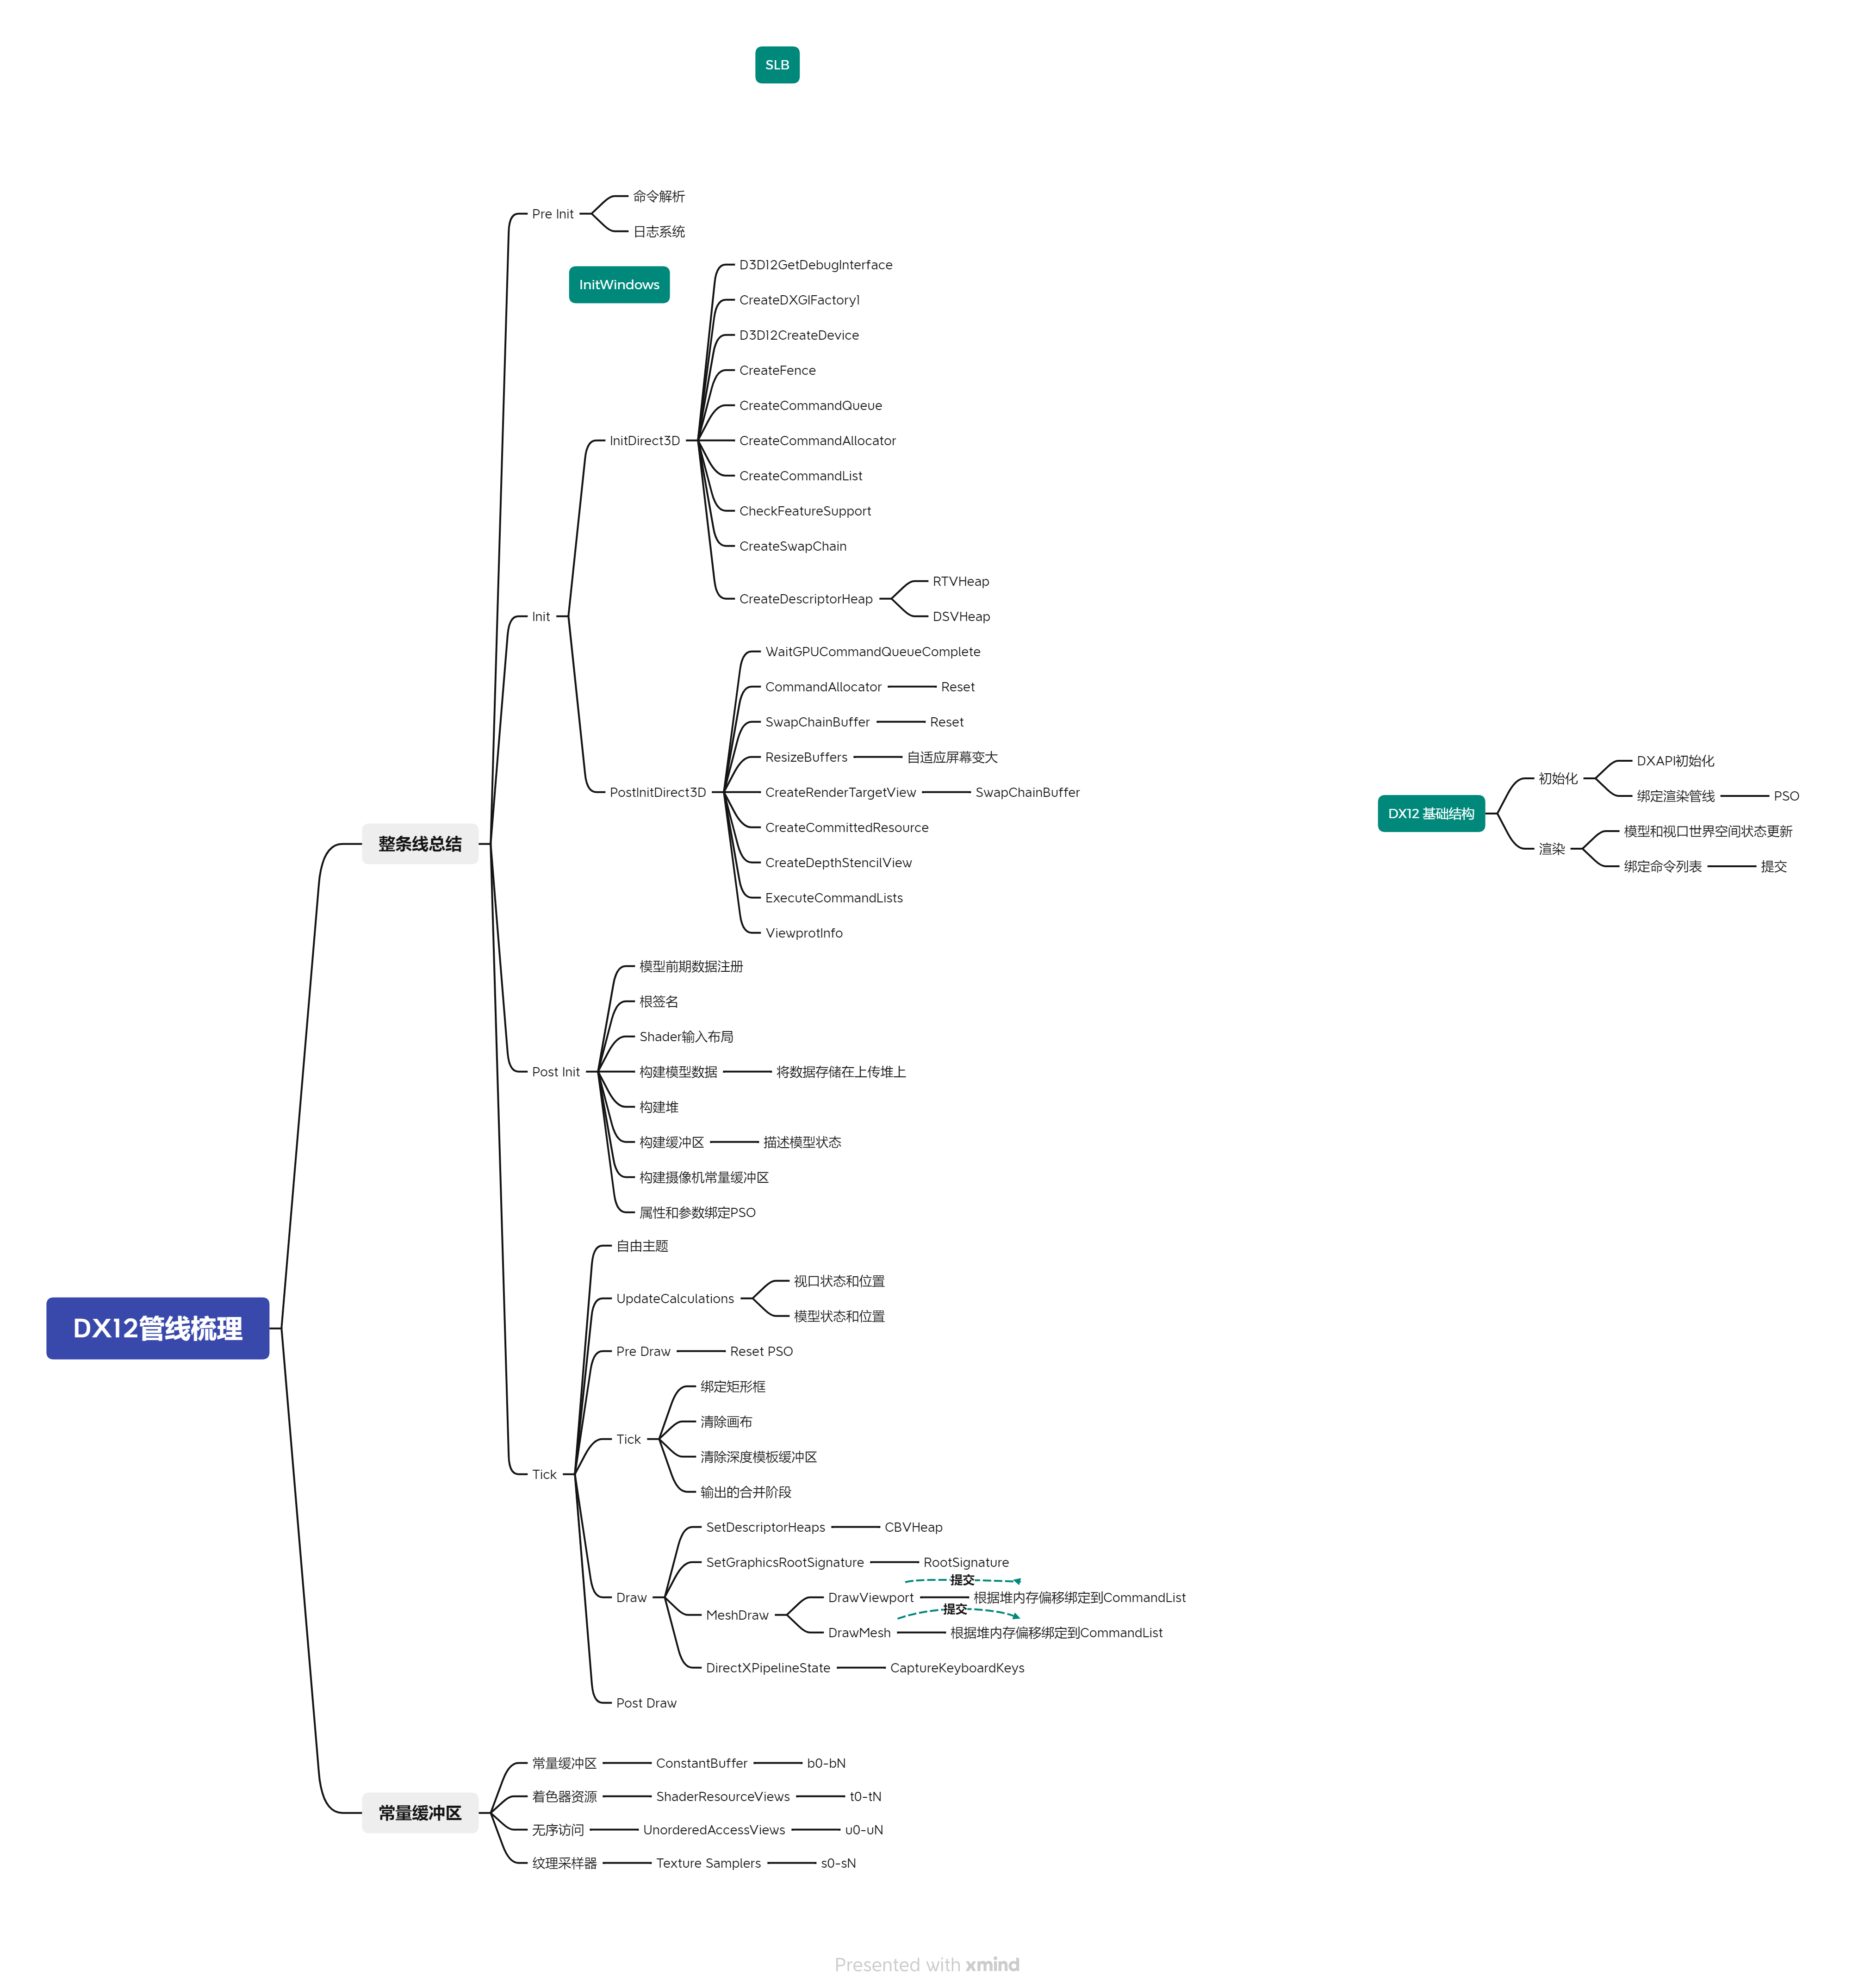 SLB
Pre Init
命令解析
日志系统
InitWindows
D3D12GetDebugInterface
CreateDXGIFactory1
D3D12CreateDevice
CreateFence
CreateCommandQueue
InitDirect3D
CreateCommandAllocator
CreateCommandList
CheckFeatureSupport
CreateSwapChain
CreateDescriptorHeap
RTVHeap
DSVHeap
Init
WaitGPUCommandQueueComplete
CommandAllocator
Reset
SwapChainBuffer
Reset
ResizeBuffers
自适应屏幕变大
PostInitDirect3D
CreateRenderTargetView
SwapChainBuffer
CreateCommittedResource
CreateDepthStencilView
ExecuteCommandLists
ViewprotInfo
DX12 基础结构
初始化
DXAPI初始化
绑定渲染管线
PSO
渲染
模型和视口世界空间状态更新
绑定命令列表
提交
整条线总结
模型前期数据注册
根签名
Shader输入布局
Post Init
构建模型数据
将数据存储在上传堆上
构建堆
构建缓冲区
描述模型状态
构建摄像机常量缓冲区
属性和参数绑定PSO
自由主题
UpdateCalculations
视口状态和位置
模型状态和位置
DX12管线梳理
Pre Draw
Reset PSO
Tick
Tick
绑定矩形框
清除画布
清除深度模板缓冲区
输出的合并阶段
Draw
SetDescriptorHeaps
CBVHeap
SetGraphicsRootSignature
RootSignature
MeshDraw
提交
DrawViewport
根据堆内存偏移绑定到CommandList
提交
DrawMesh
根据堆内存偏移绑定到CommandList
DirectXPipelineState
CaptureKeyboardKeys
Post Draw
常量缓冲区
常量缓冲区
ConstantBuffer
b0-bN
着色器资源
ShaderResourceViews
t0-tN
无序访问
UnorderedAccessViews
u0-uN
纹理采样器
Texture Samplers
s0-sN
Presented with xmind